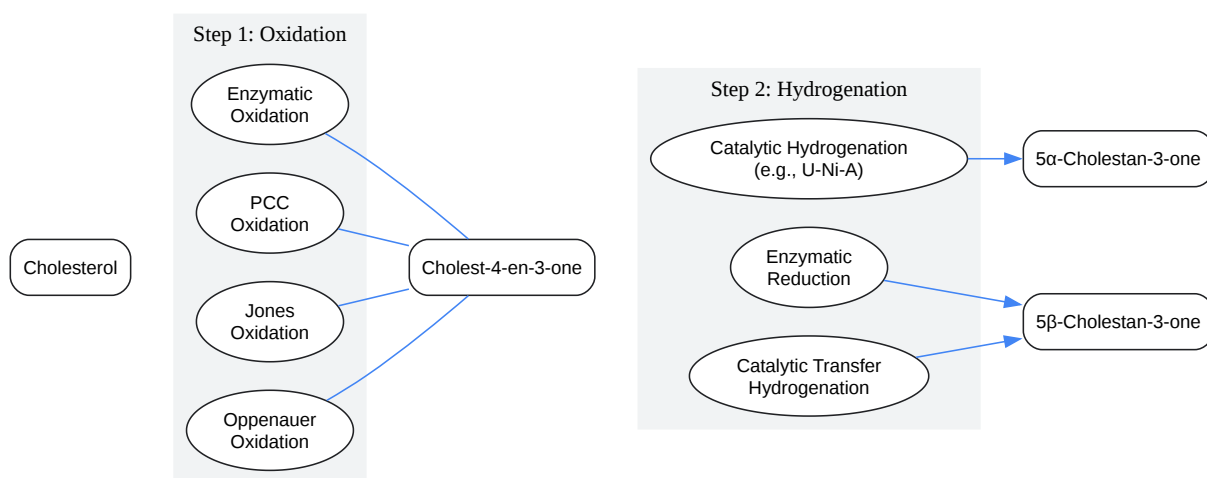 Step 1: Oxidation
Enzymatic
Oxidation
PCC
Oxidation
Cholesterol
Jones
Oxidation
Oppenauer
Oxidation
Cholest-4-en-3-one
Step 2: Hydrogenation
Catalytic Hydrogenation
(e.g., U-Ni-A)
Enzymatic
Reduction
Catalytic Transfer
Hydrogenation
5α-Cholestan-3-one
5β-Cholestan-3-one